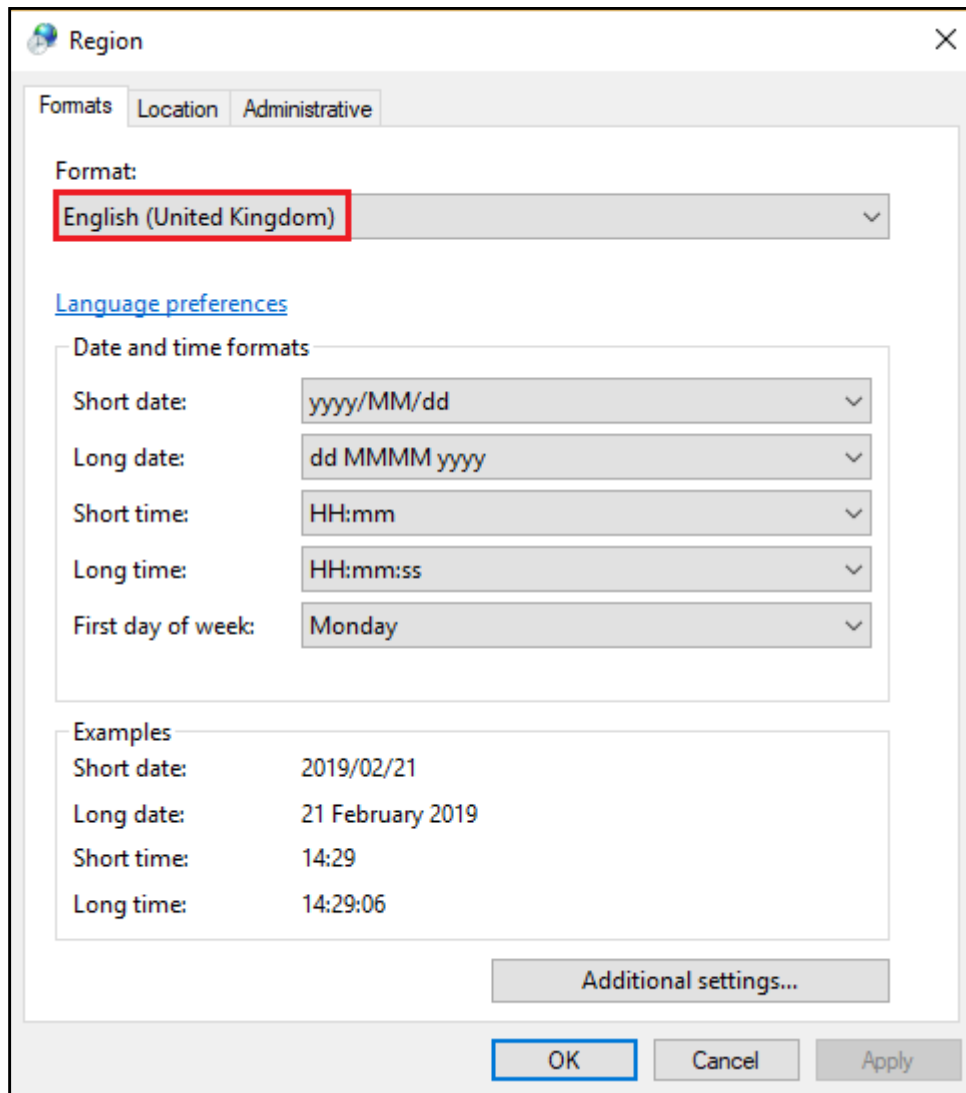 Region
Formats Location Administrative
Format:
English (United Kingdom)
Language preferences
Date and time formats
Short date: yyyy/MM/dd
Long date: dd MMMM yyyy
Short time: HH:mm
Long time: HH:mm:ss
First day of week: Monday
Examples
Short date: 2019/02/21
Long date: 21 February 2019
Short time: 14:29
Long time: 14:29:06
Additional settings...
OK Cancel Apply